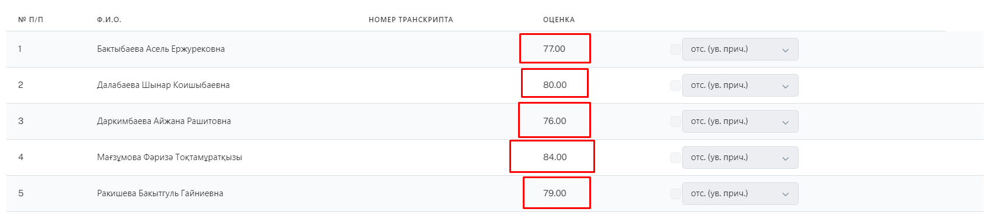 № П/П Ф.И.О. НОМЕР ТРАНСКРИПТА ОЦЕНКА
1 Бактыбаева Асель Ержурековна 77.00 отс. (ув. прич.)
2 Далабаева Шынар Коишыбаевна 80.00 отс. (ув. прич.)
3 Даркимбаева Айжана Рашитовна 76.00 отс. (ув. прич.)
4 Мағзұмова Фәризә Тоқтамұратқызы 84.00 отс. (ув. прич.)
5 Ракишева Бакытгуль Гайниевна 79.00 отс. (ув. прич.)